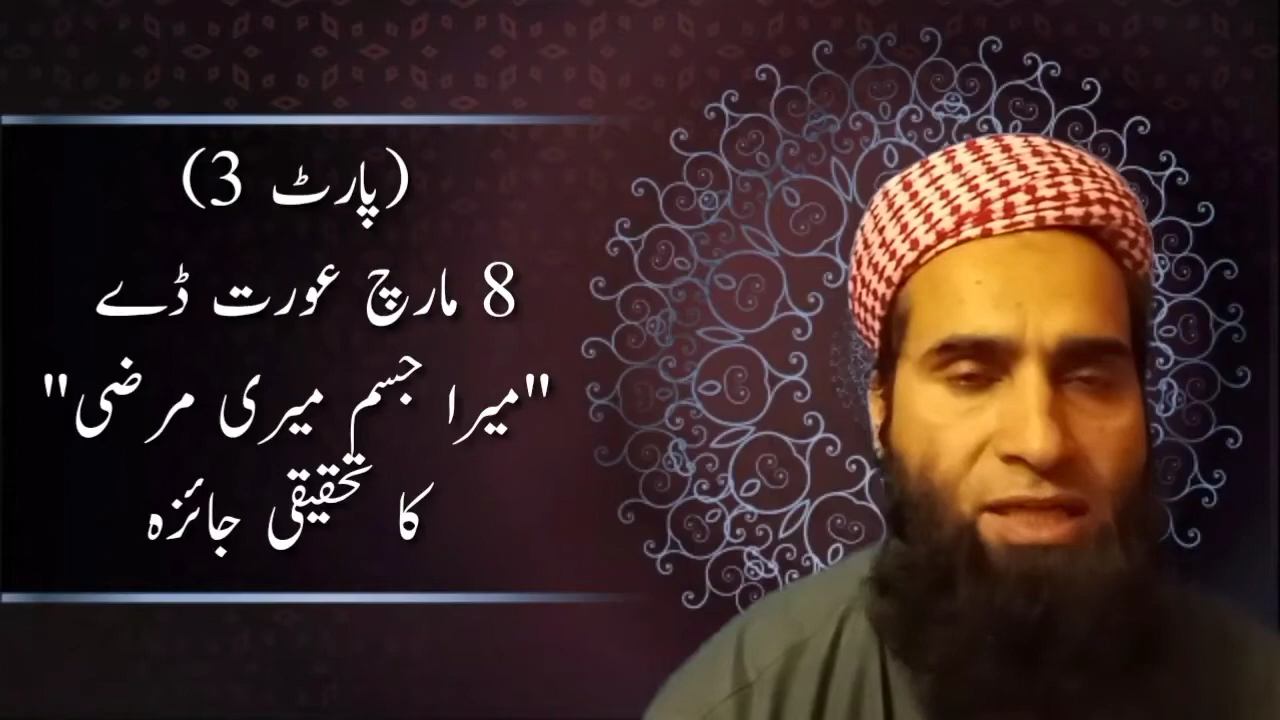 (پارٹ 3)
8 مارچ عورت ڈے
"میرا جسم میری مرضی"
کا تحقیقی جائزہ